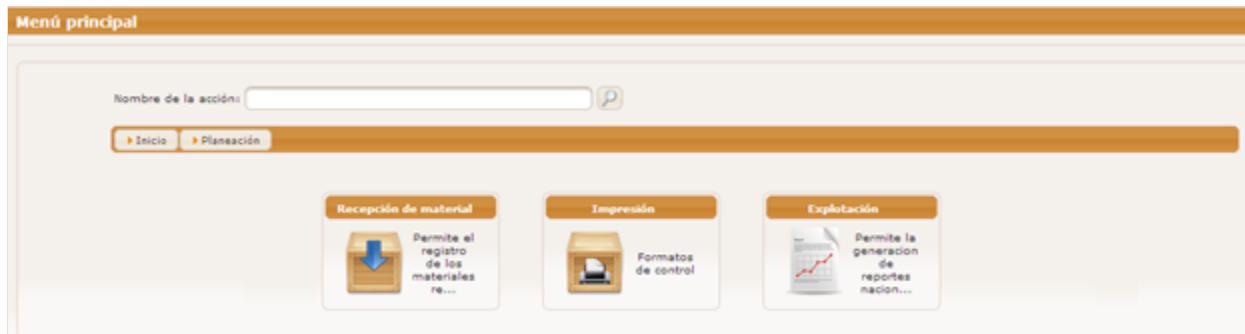 Menú principal
Nombre de la acción:
Inicio Planeación
Recepción de material
Permite el
registro
de los
materiales
re...
Impresión
Formatos
de control
Explotación
Permite la
generacion
de
reportes
nacion...